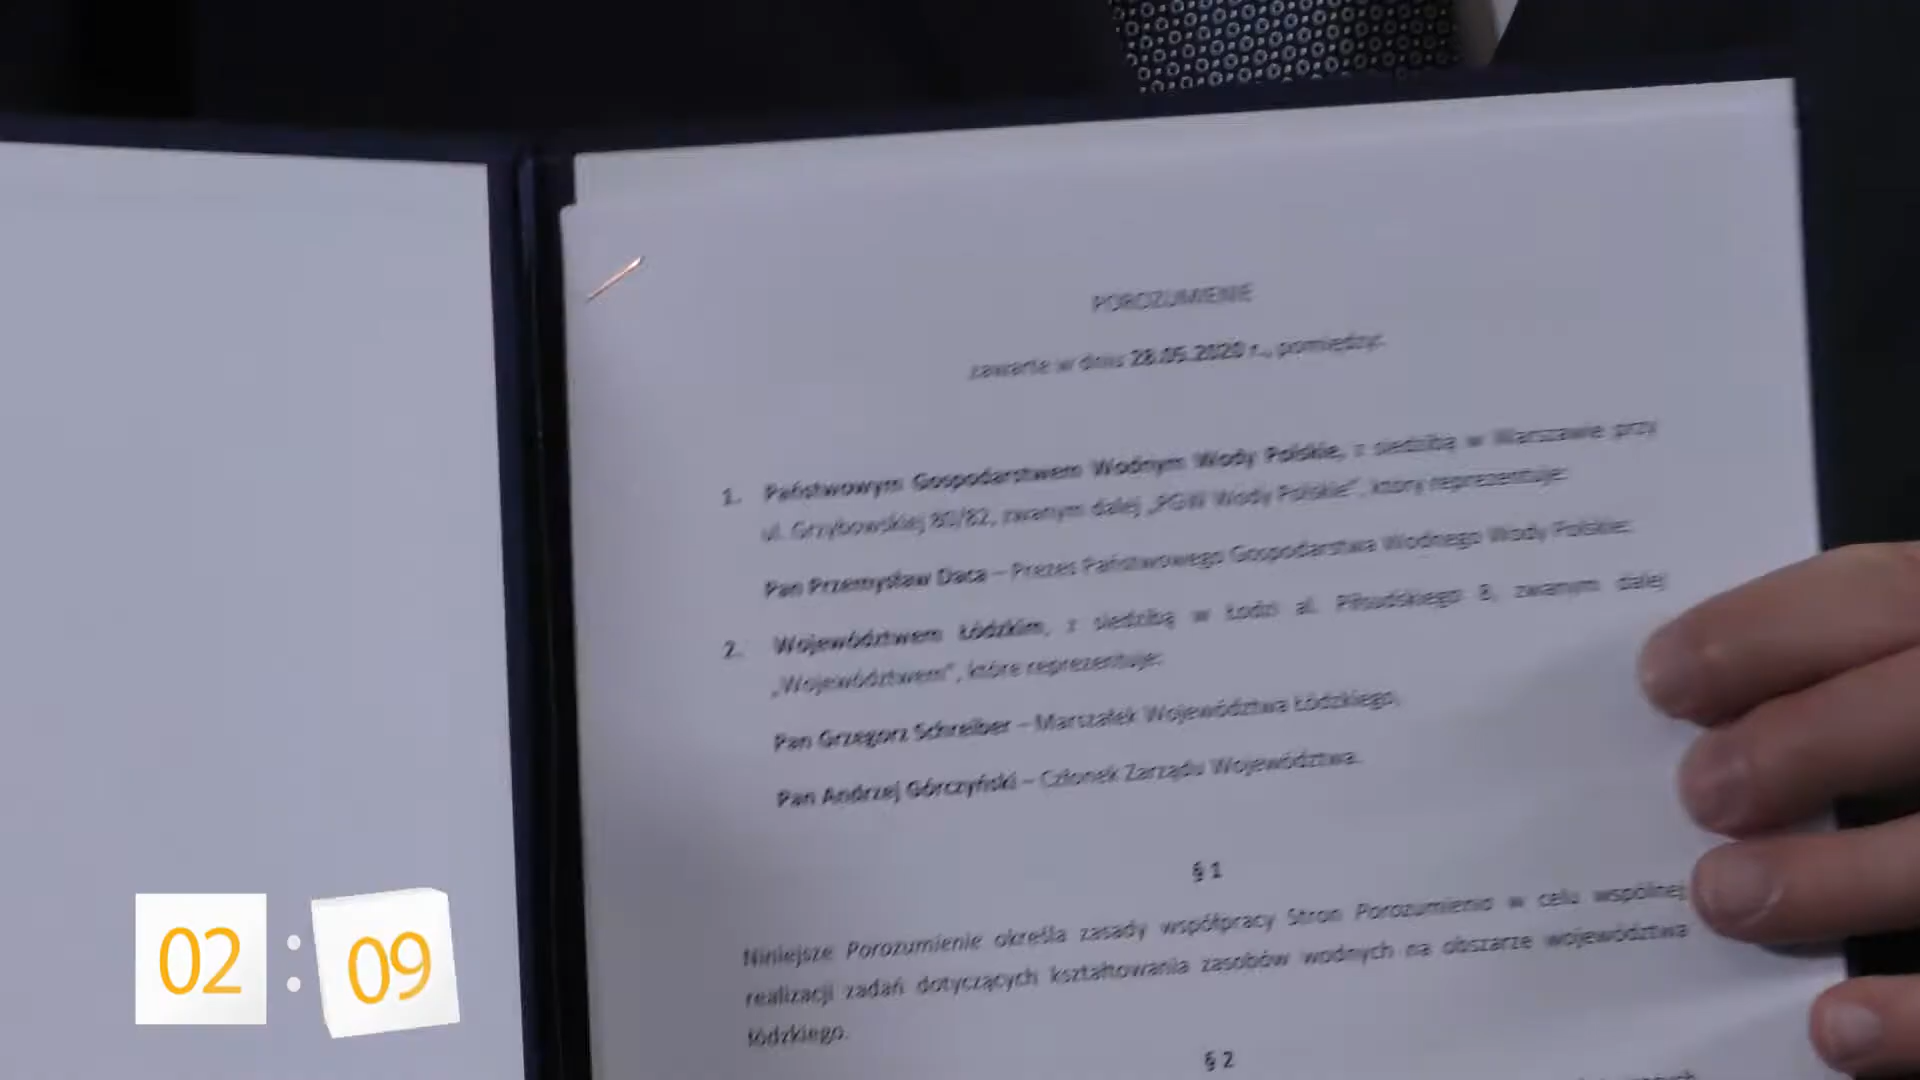 POROZUMIENIE
zawarte w dniu 28.05.2020 r., pomiędzy:
1. Państwowym Gospodarstwem Wodnym Wody Polskie, z siedzibą w Warszawie przy
ul. Grzybowskiej 80/82, zwanym dalej „PGW Wody Polskie", który reprezentuje:
Pan Przemysław Daca – Prezes Państwowego Gospodarstwa Wodnego Wody Polskie;
2. Województwem Łódzkim, z siedzibą w Łodzi al. Piłsudskiego 8, zwanym dalej
„Województwem", które reprezentuje:
Pan Grzegorz Schreiber – Marszałek Województwa Łódzkiego,
Pan Andrzej Górczyński – Członek Zarządu Województwa.
§ 1
Niniejsze Porozumienie określa zasady współpracy Stron Porozumienia w celu wspólnej
realizacji zadań dotyczących kształtowania zasobów wodnych na obszarze województwa
łódzkiego.
§ 2
02 : 09